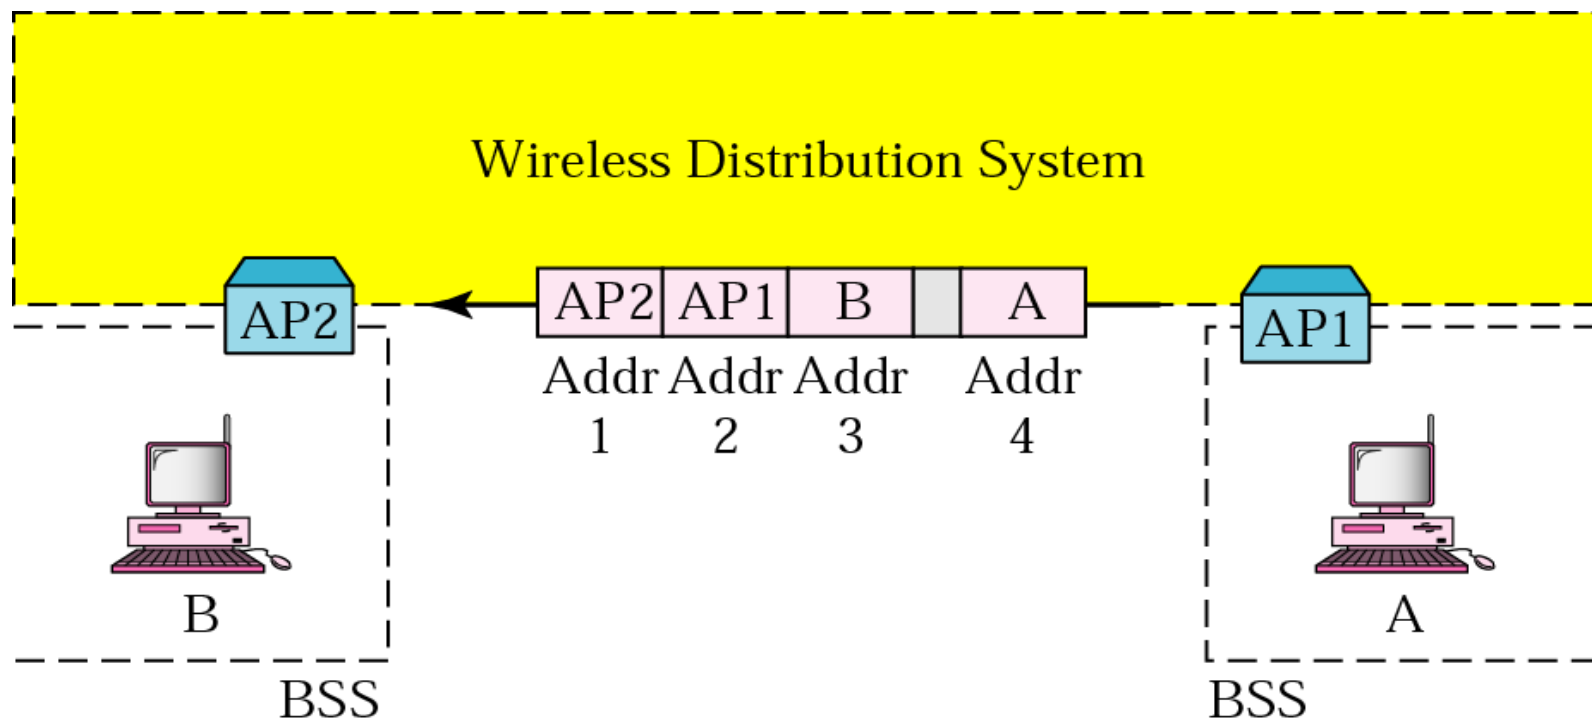 Wireless Distribution System
AP2
AP2 AP1 B A
AP1
Addr Addr Addr Addr
1 2 3 4
B
A
BSS
BSS